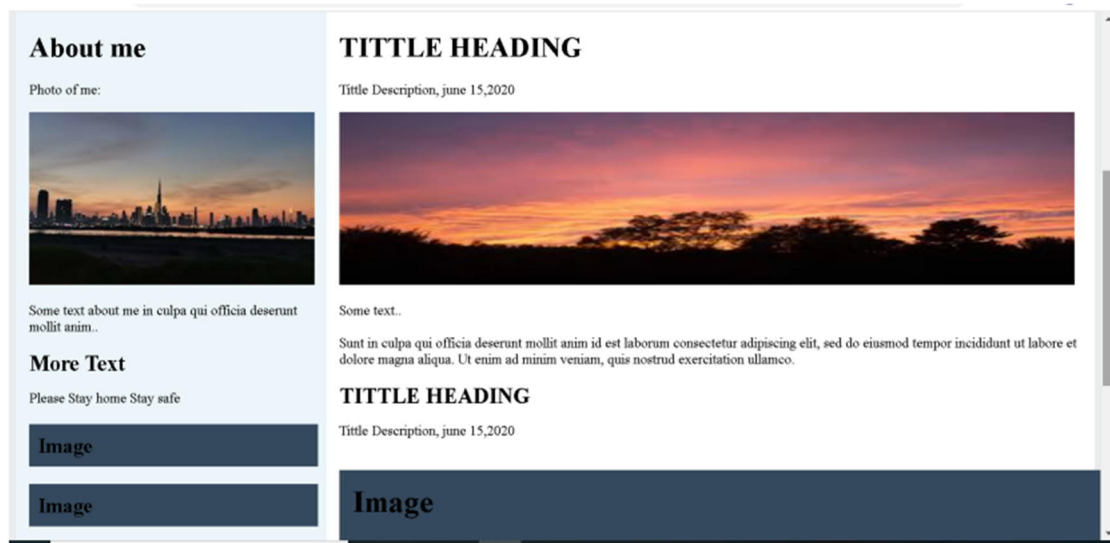 About me
Photo of me:
Some text about me in culpa qui officia deserunt
mollit anim..
More Text
Please Stay home Stay safe
Image
Image
TITTLE HEADING
Tittle Description, june 15,2020
Some text..
Sunt in culpa qui officia deserunt mollit anim id est laborum consectetur adipiscing elit, sed do eiusmod tempor incididunt ut labore et
dolore magna aliqua. Ut enim ad minim veniam, quis nostrud exercitation ullamco.
TITTLE HEADING
Tittle Description, june 15,2020
Image